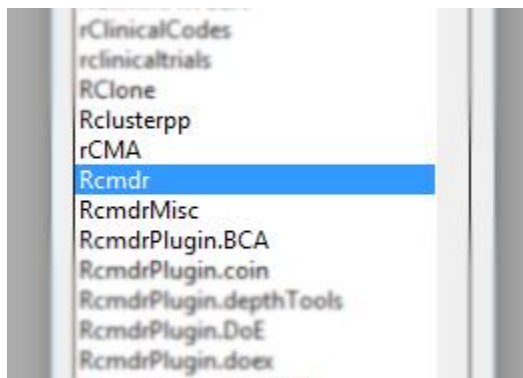 rClinicalCodes
rclinicaltrials
RClone
Rclusterpp
rCMA
Rcmdr
RcmdrMisc
RcmdrPlugin.BCA
RcmdrPlugin.coin
RcmdrPlugin.depthTools
RcmdrPlugin.DoE
RcmdrPlugin.doex